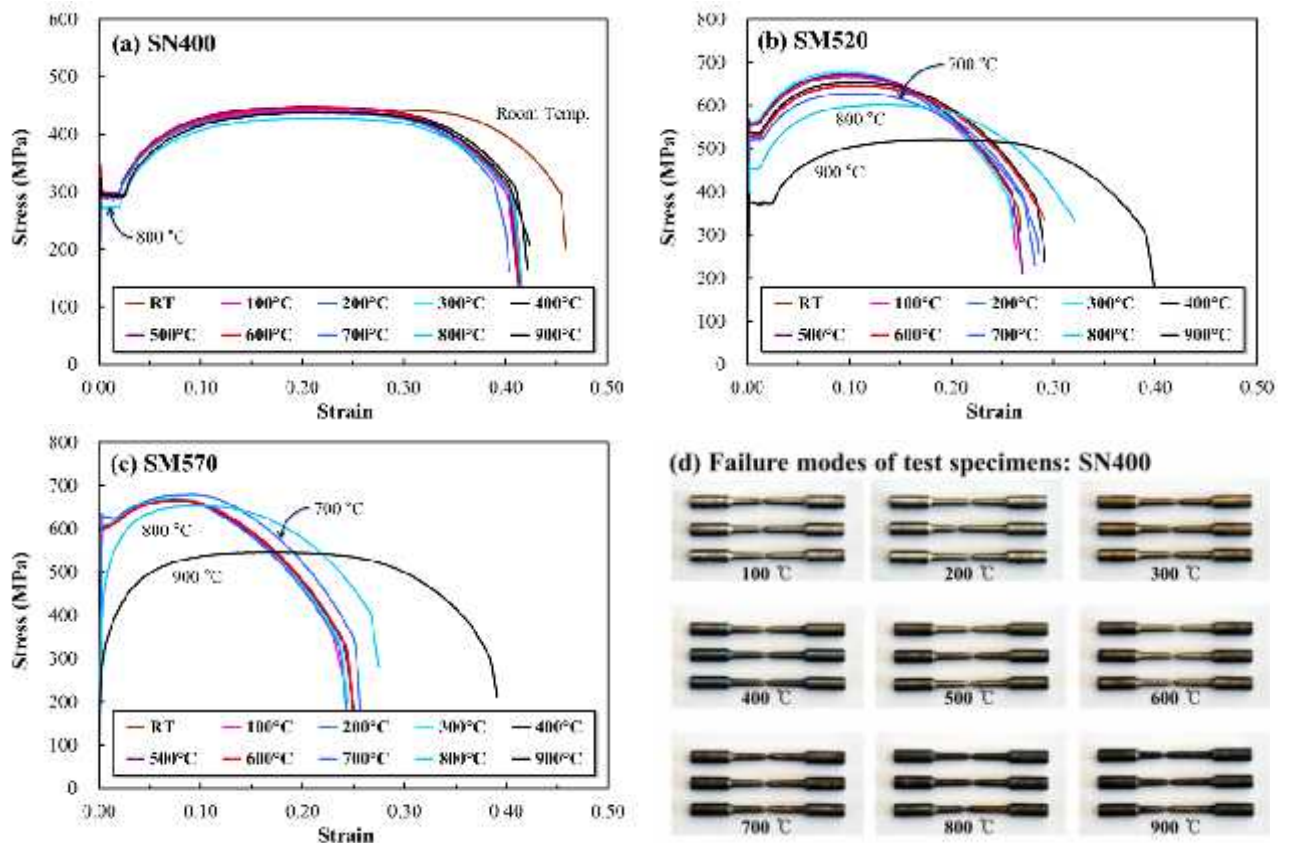 (a) SN400
Stress (MPa)
600
500
400
300
200
100
0
800 °C
Room Temp.
RT 100°C 200°C 300°C 400°C
500°C 600°C 700°C 800°C 900°C
0.00 0.10 0.20 0.30 0.40 0.50
Strain
(b) SM520
Stress (MPa)
800
700
600
500
400
300
200
100
0
700 °C
800 °C
900 °C
RT 100°C 200°C 300°C 400°C
500°C 600°C 700°C 800°C 900°C
0.00 0.10 0.20 0.30 0.40 0.50
Strain
(c) SM570
Stress (MPa)
800
700
600
500
400
300
200
100
0
700 °C
800 °C
900 °C
RT 100°C 200°C 300°C 400°C
500°C 600°C 700°C 800°C 900°C
0.00 0.10 0.20 0.30 0.40 0.50
Strain
(d) Failure modes of test specimens: SN400
100 ℃ 200 ℃ 300 ℃
400 ℃ 500 ℃ 600 ℃
700 ℃ 800 ℃ 900 ℃